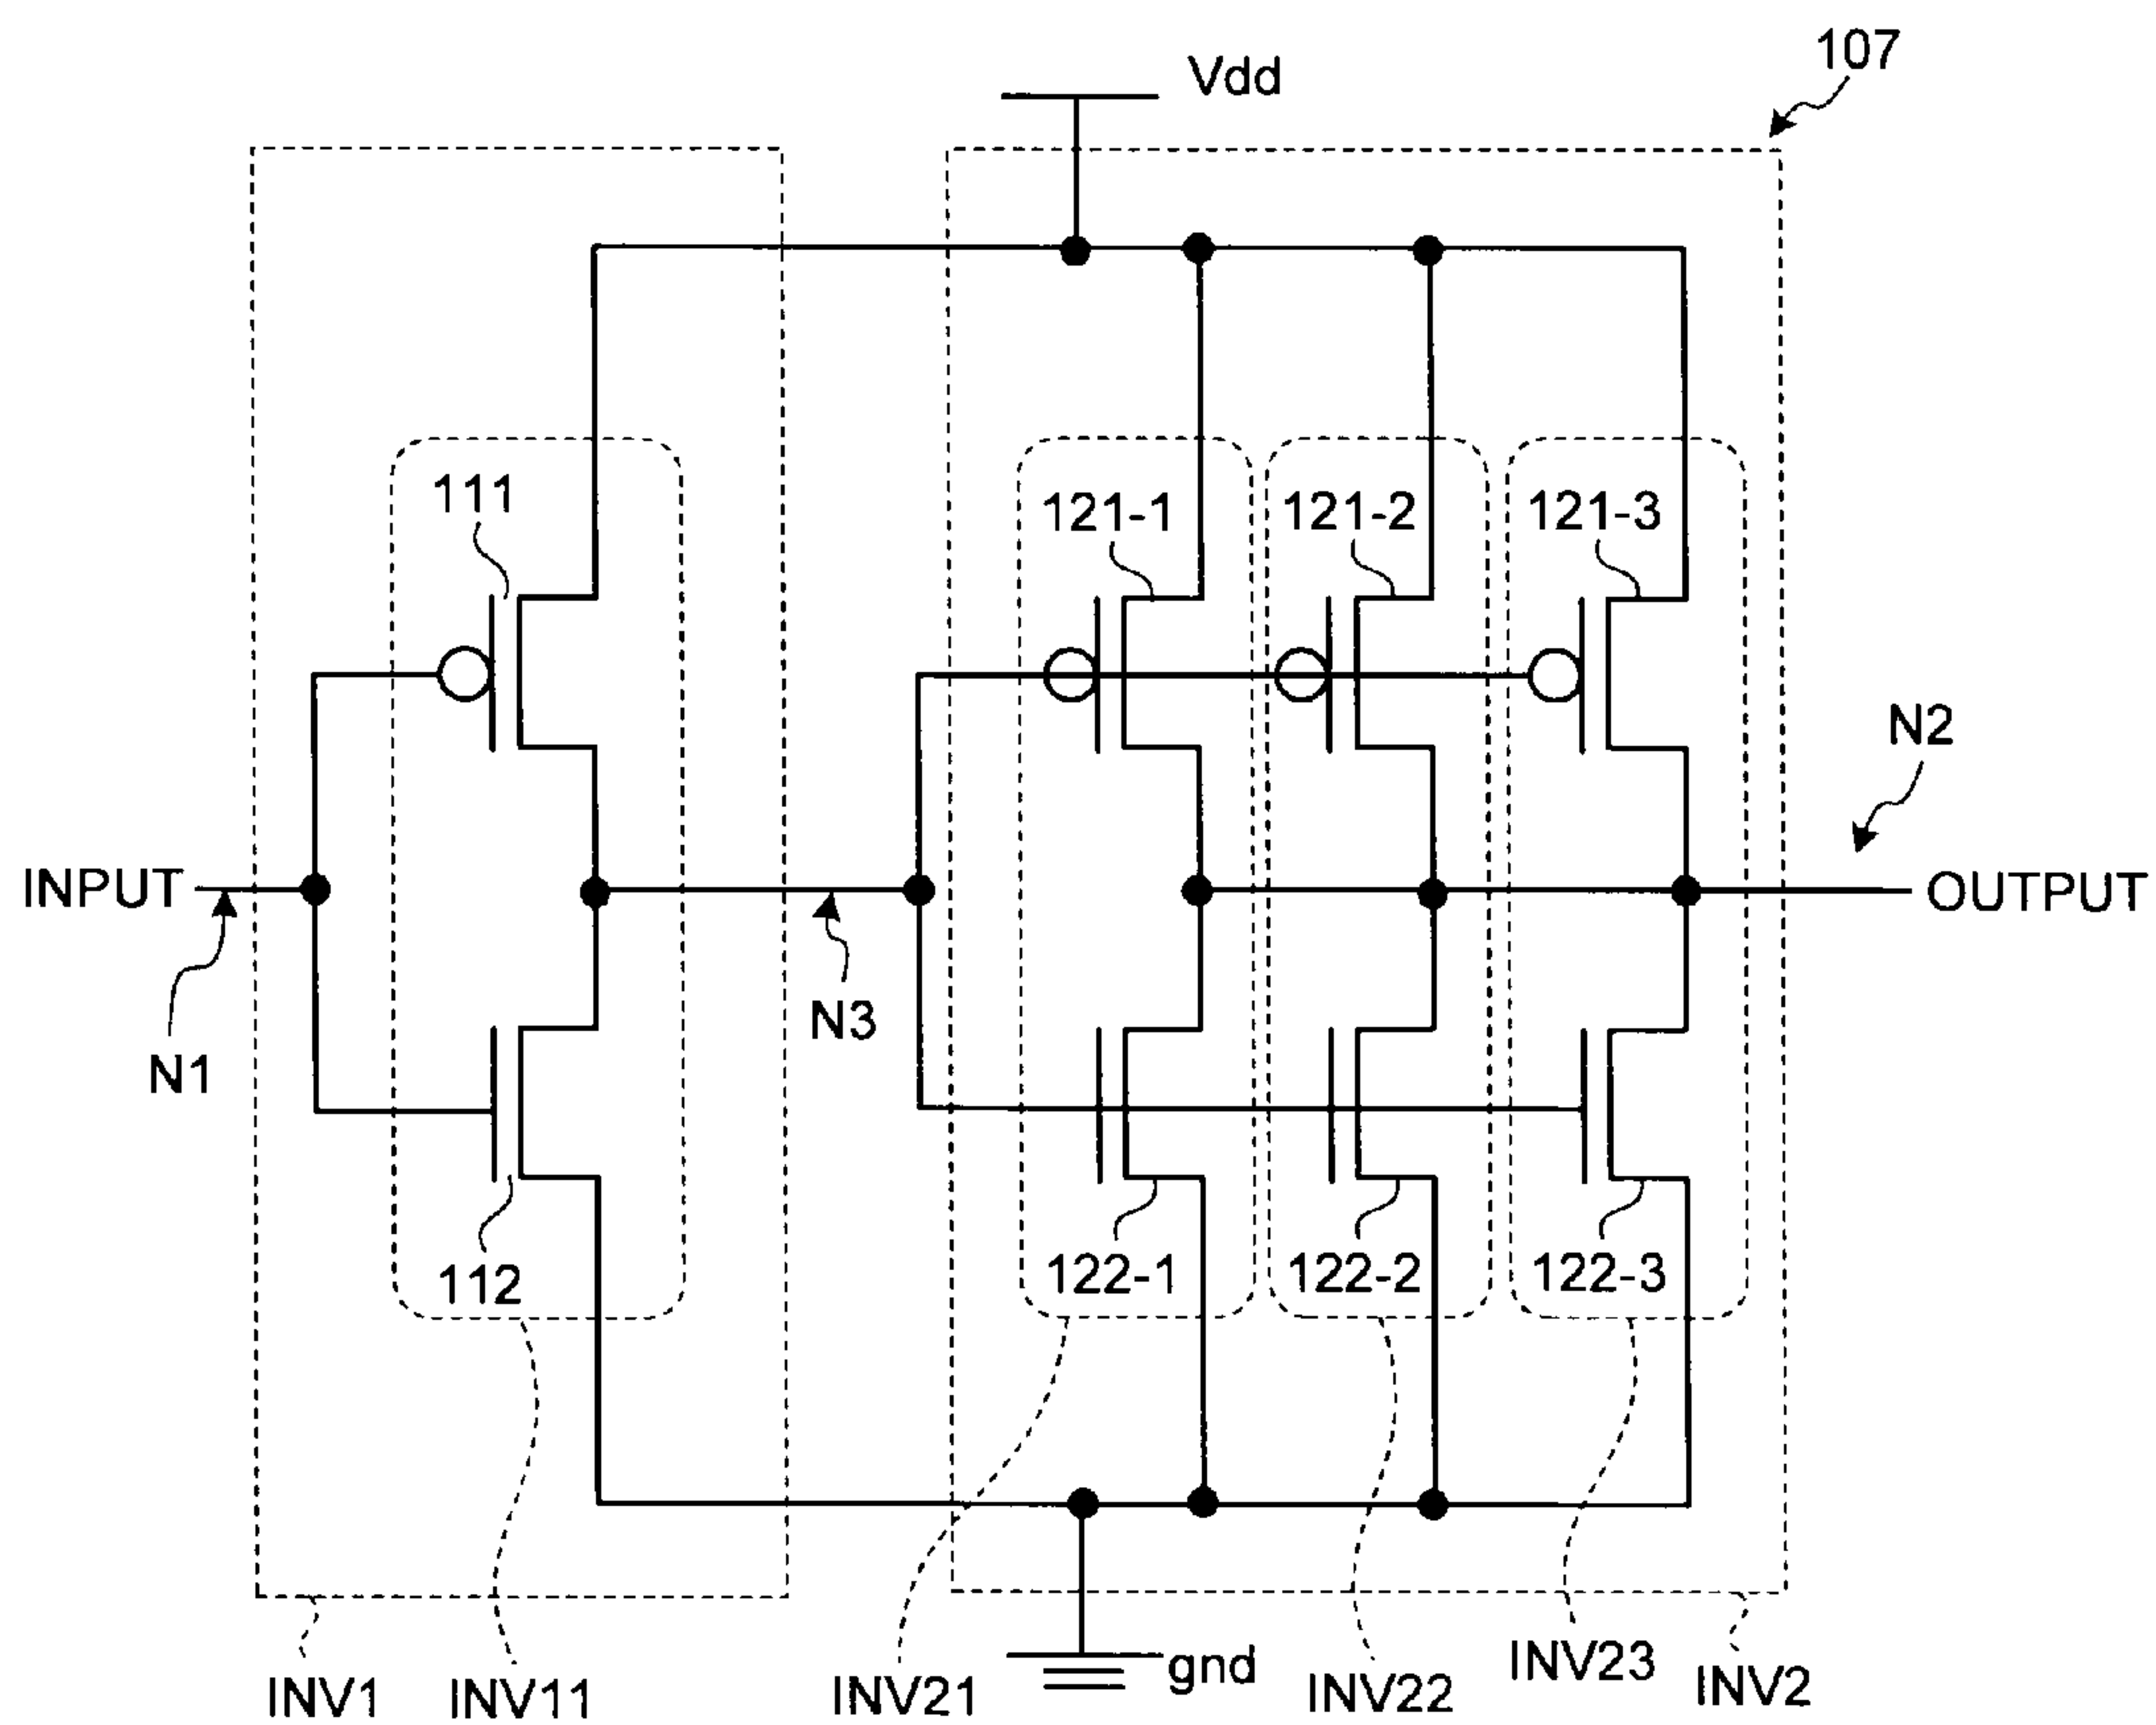 107
Vdd
111
121-1
121-2
121-3
N2
INPUT
OUTPUT
N3
N1
112
122-1
122-2
122-3
INV1
INV11
INV21
gnd
INV22
INV23
INV2